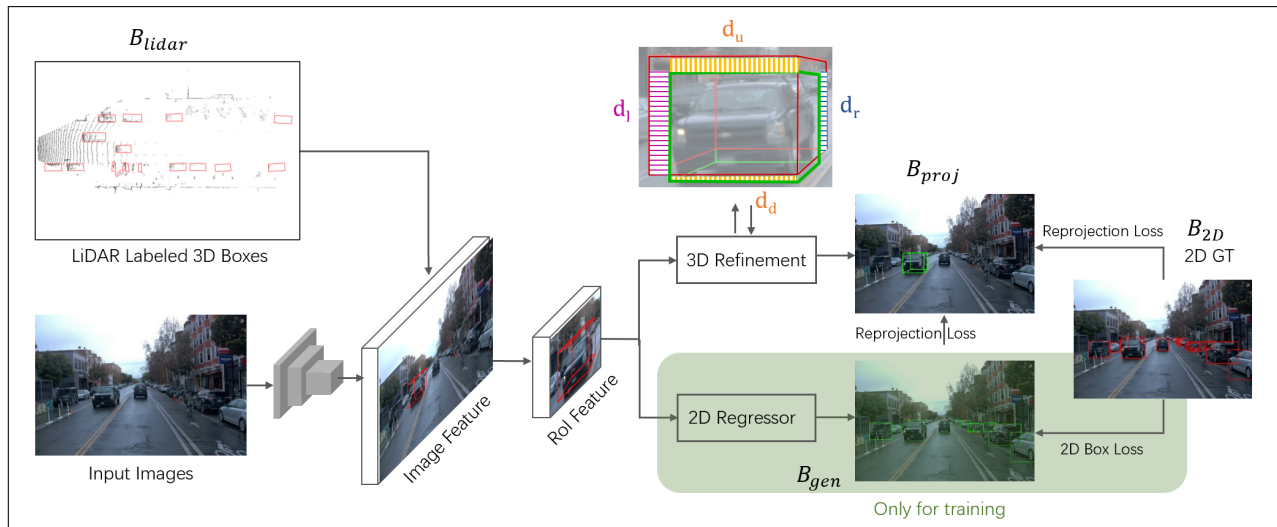 B_lidar
LiDAR Labeled 3D Boxes
Input Images
Image Feature
RoI Feature
d_u
d_l
d_r
d_d
3D Refinement
B_proj
Reprojection Loss
B_2D
2D GT
Reprojection Loss
2D Regressor
2D Box Loss
B_gen
Only for training